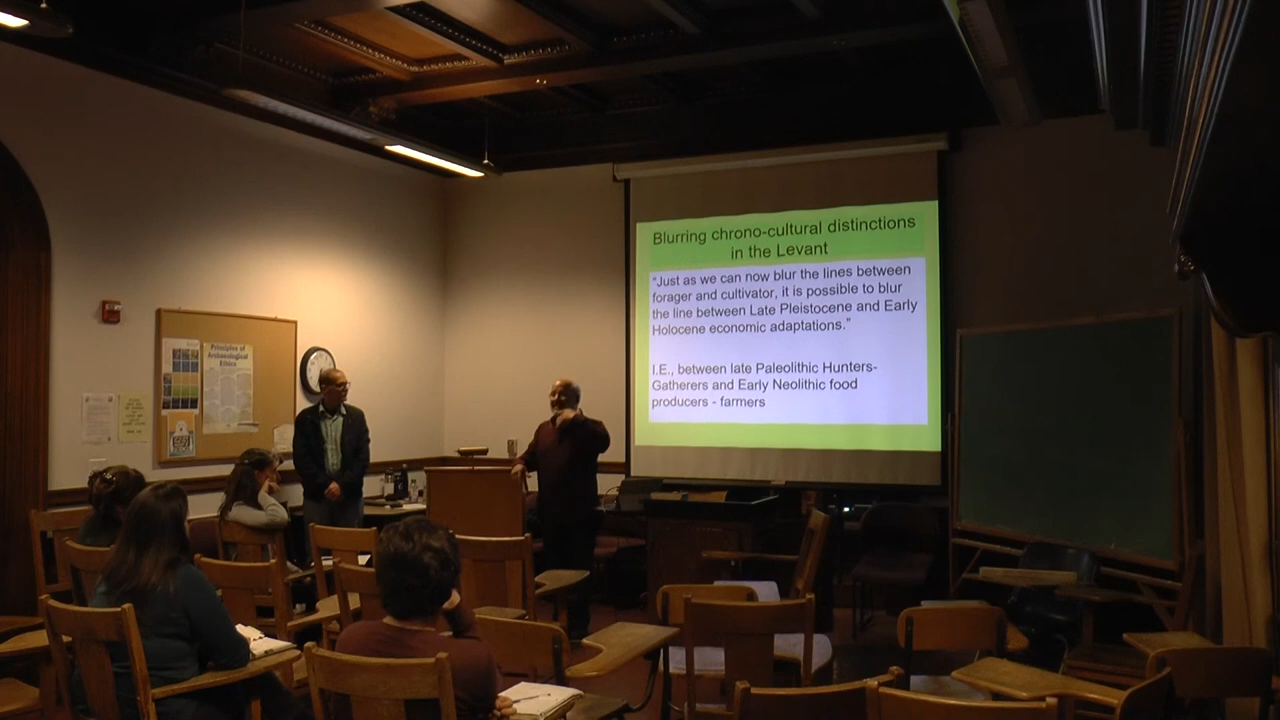 Blurring chrono-cultural distinctions
in the Levant
“Just as we can now blur the lines between
forager and cultivator, it is possible to blur
the line between Late Pleistocene and Early
Holocene economic adaptations.”
I.E., between late Paleolithic Hunters-
Gatherers and Early Neolithic food
producers - farmers
Principles of
Archaeological
Ethics